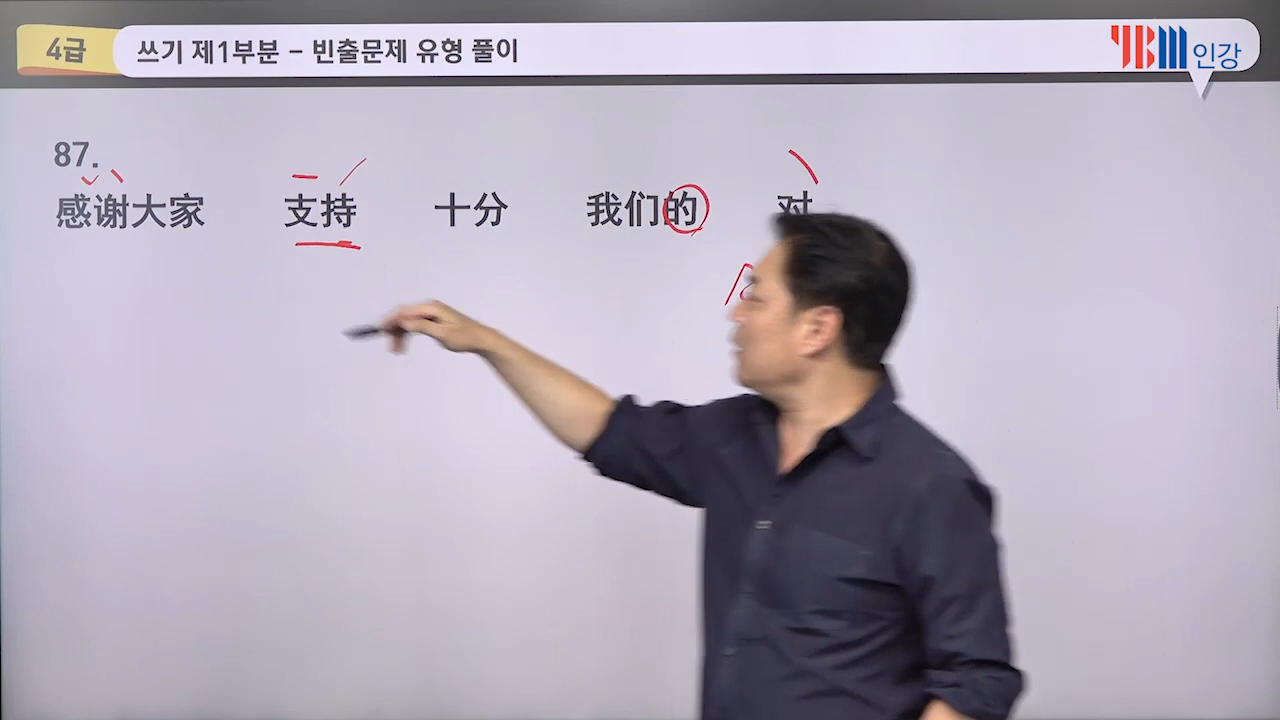 4급 쓰기 제1부분 – 빈출문제 유형 풀이 YBM 인강
87.
感谢大家 支持 十分 我们的 对